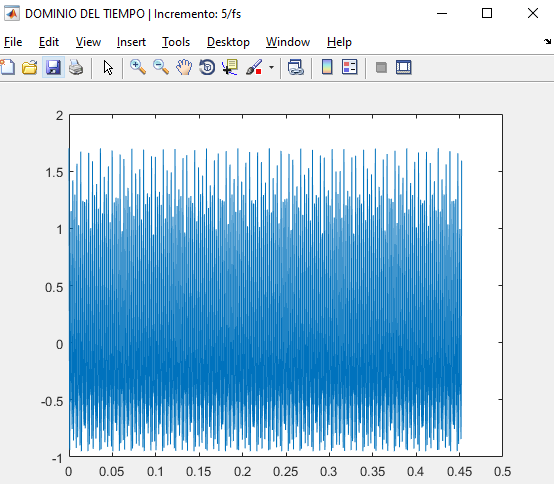 DOMINIO DEL TIEMPO | Incremento: 5/fs
File Edit View Insert Tools Desktop Window Help
2
1.5
1
0.5
0
-0.5
-1
0 0.05 0.1 0.15 0.2 0.25 0.3 0.35 0.4 0.45 0.5